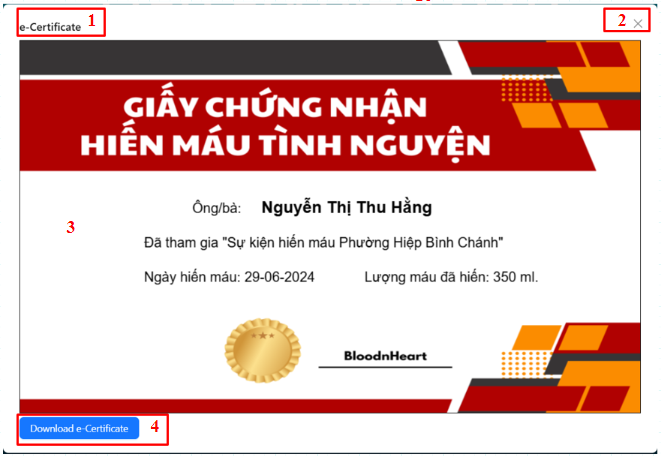 e-Certificate 1
2 ×
GIẤY CHỨNG NHẬN
HIẾN MÁU TÌNH NGUYỆN
Ông/bà: Nguyễn Thị Thu Hằng
3
Đã tham gia "Sự kiện hiến máu Phường Hiệp Bình Chánh"
Ngày hiến máu: 29-06-2024 Lượng máu đã hiến: 350 ml.
BloodnHeart
Download e-Certificate 4